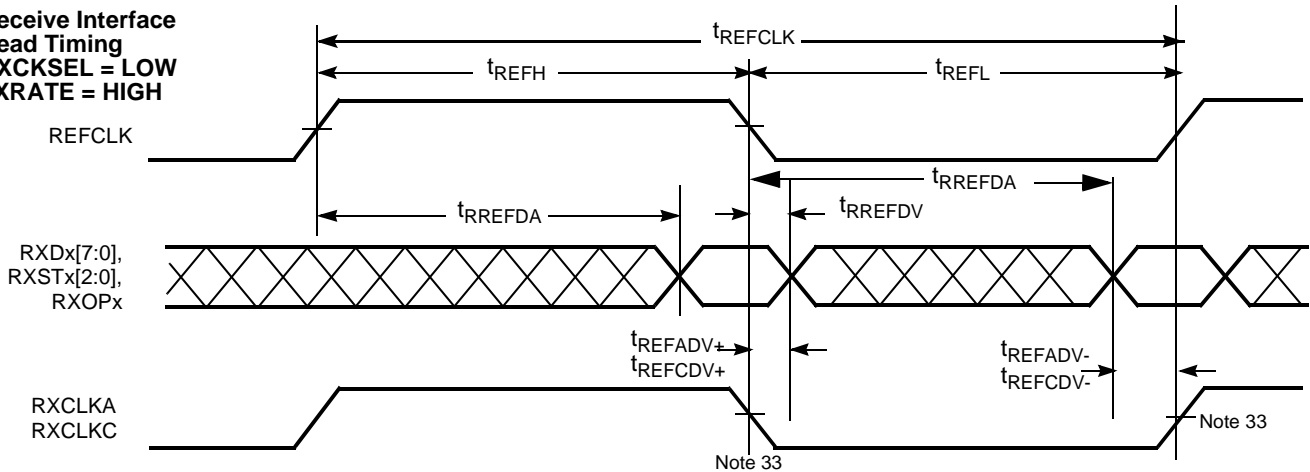 eceive Interface
ead Timing
XCKSEL = LOW
XRATE = HIGH
tREFCLK
tREFH
tREFL
REFCLK
tRREFDA
tRREFDA
tRREFDV
RXDx[7:0],
RXSTx[2:0],
RXOPx
tREFADV+
tREFCDV+
tREFADV-
tREFCDV-
RXCLKA
RXCLKC
Note 33
Note 33